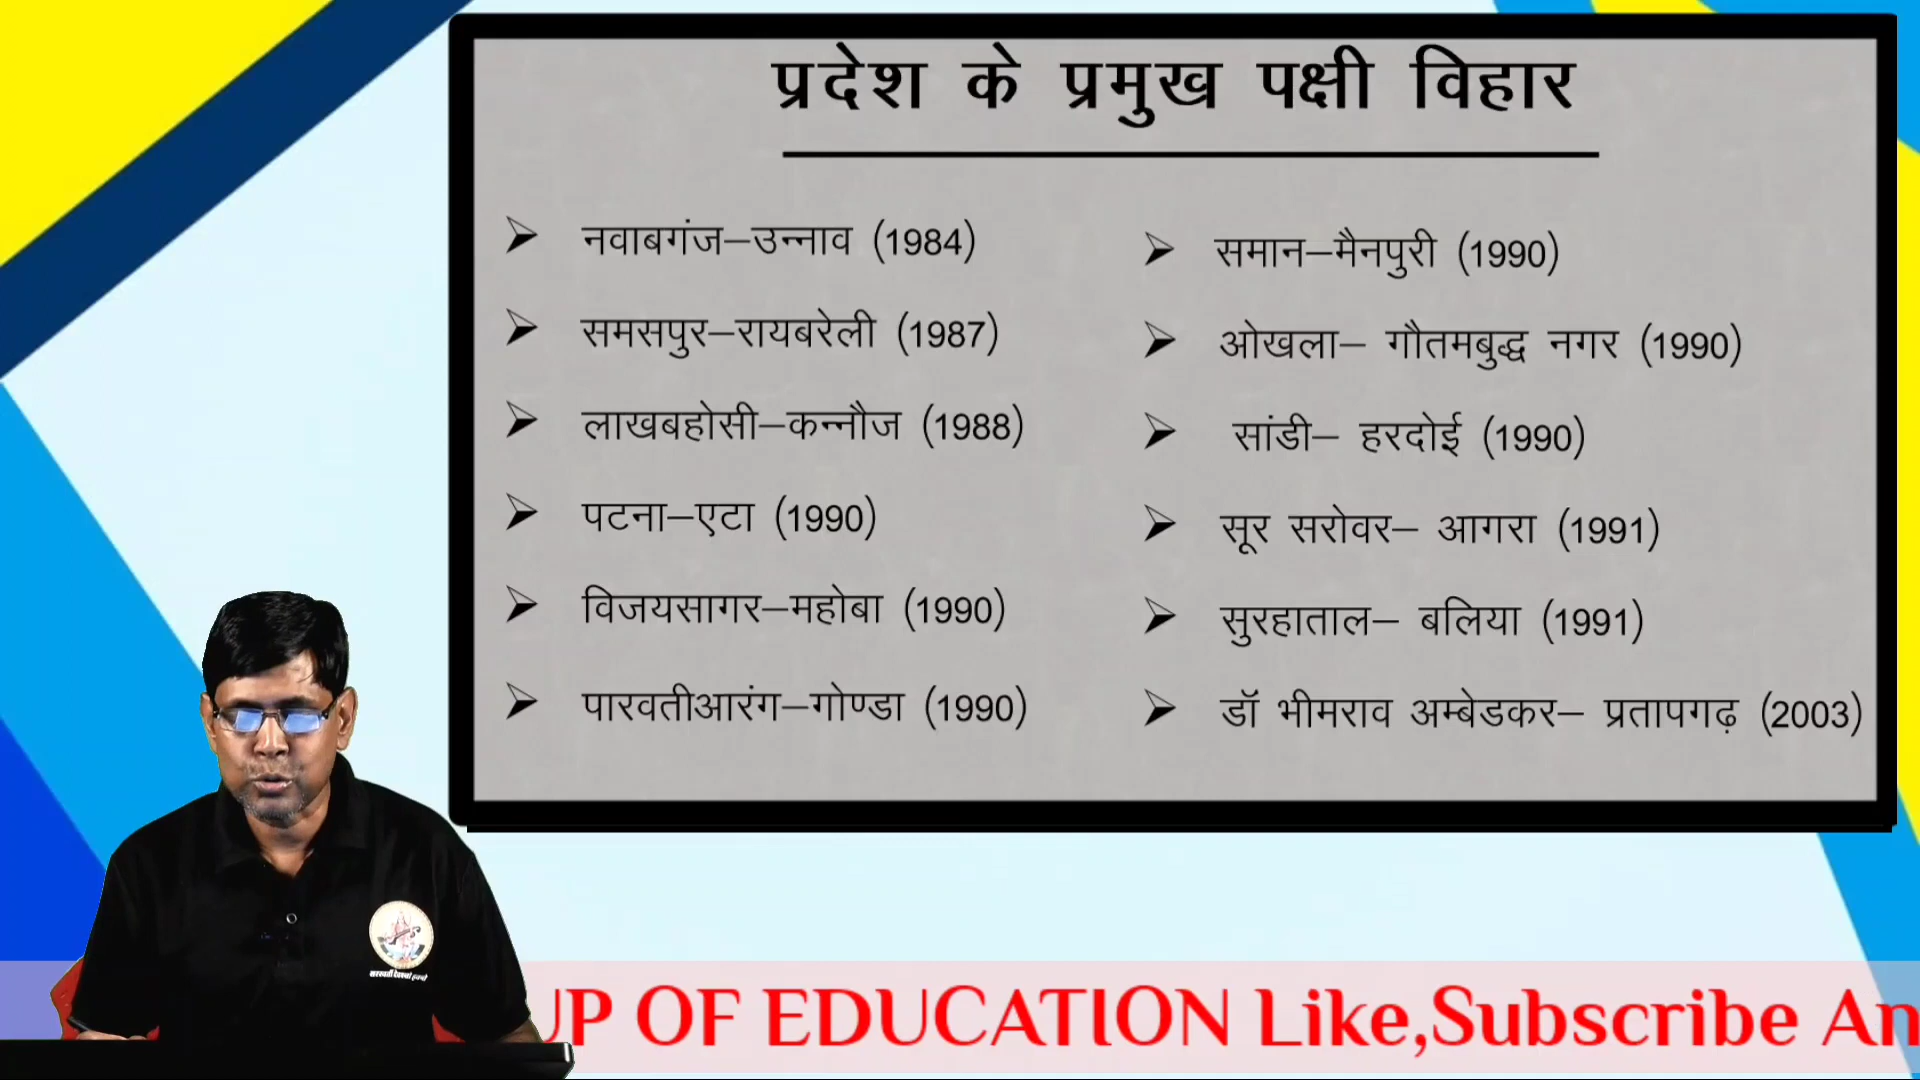 प्रदेश के प्रमुख पक्षी विहार
➢ नवाबगंज–उन्नाव (1984)
➢ समसपुर–रायबरेली (1987)
➢ लाखबहोसी–कन्नौज (1988)
➢ पटना–एटा (1990)
➢ विजयसागर–महोबा (1990)
➢ पारवतीआरंग–गोण्डा (1990)
➢ समान–मैनपुरी (1990)
➢ ओखला– गौतमबुद्ध नगर (1990)
➢ सांडी– हरदोई (1990)
➢ सूर सरोवर– आगरा (1991)
➢ सुरहाताल– बलिया (1991)
➢ डॉ भीमराव अम्बेडकर– प्रतापगढ़ (2003)
UP OF EDUCATION Like,Subscribe An